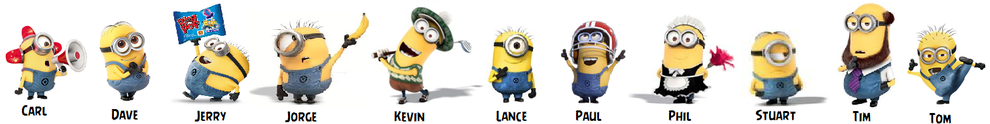 Carl
Dave
Jerry
Jorge
Kevin
Lance
Paul
Phil
Stuart
Tim
Tom